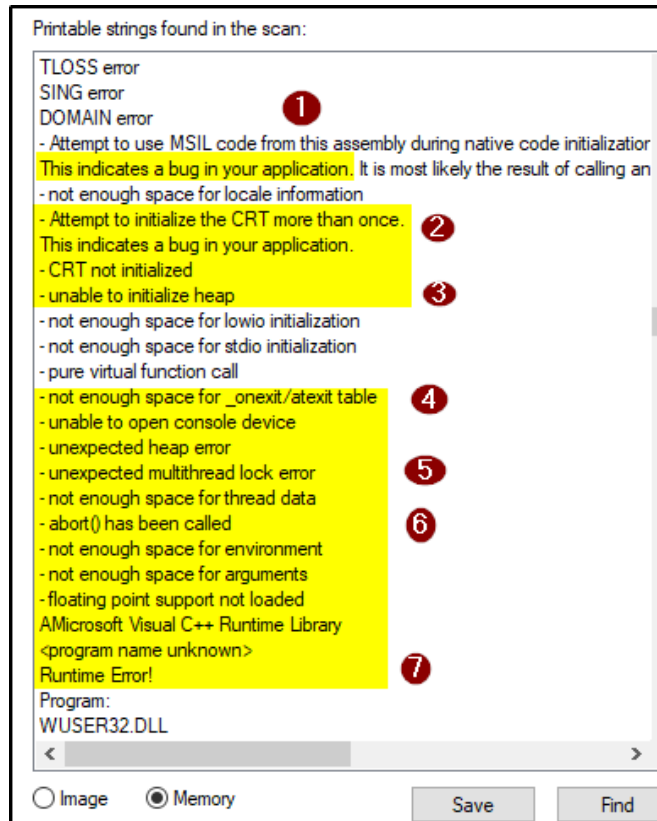 Printable strings found in the scan:
TLOSS error
SING error
DOMAIN error
1
- Attempt to use MSIL code from this assembly during native code initialization
This indicates a bug in your application. It is most likely the result of calling an
- not enough space for locale information
- Attempt to initialize the CRT more than once.
2
This indicates a bug in your application.
- CRT not initialized
- unable to initialize heap
3
- not enough space for lowio initialization
- not enough space for stdio initialization
- pure virtual function call
- not enough space for _onexit/atexit table
4
- unable to open console device
- unexpected heap error
- unexpected multithread lock error
5
- not enough space for thread data
- abort() has been called
6
- not enough space for environment
- not enough space for arguments
- floating point support not loaded
AMicrosoft Visual C++ Runtime Library
<program name unknown>
Runtime Error!
7
Program:
WUSER32.DLL
Image Memory Save Find